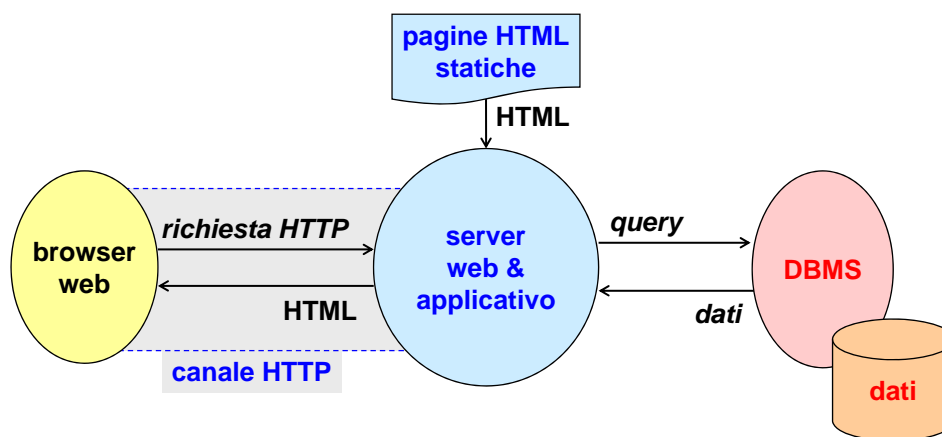 pagine HTML
statiche
HTML
richiesta HTTP
browser
web
HTML
canale HTTP
server
web &
applicativo
query
DBMS
dati
dati